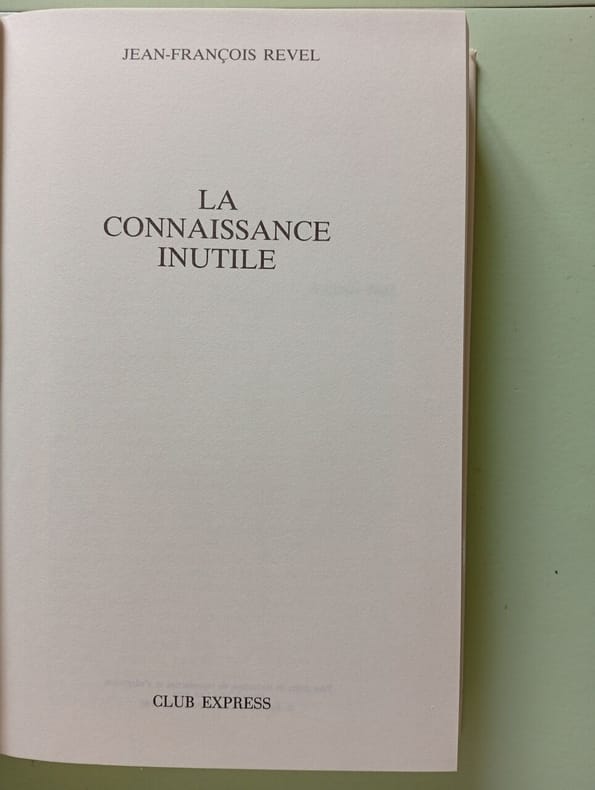 JEAN-FRANÇOIS REVEL
LA
CONNAISSANCE
INUTILE
CLUB EXPRESS